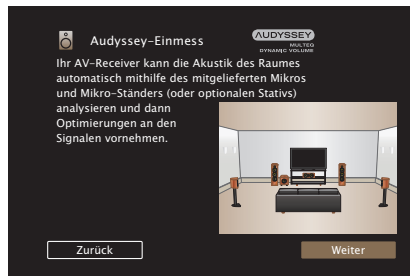 Audyssey-Einmess
AUDYSSEY
MULTEQ
DYNAMIC VOLUME
Ihr AV-Receiver kann die Akustik des Raumes
automatisch mithilfe des mitgelieferten Mikros
und Mikro-Ständers (oder optionalen Stativs)
analysieren und dann
Optimierungen an den
Signalen vornehmen.
Zurück
Weiter